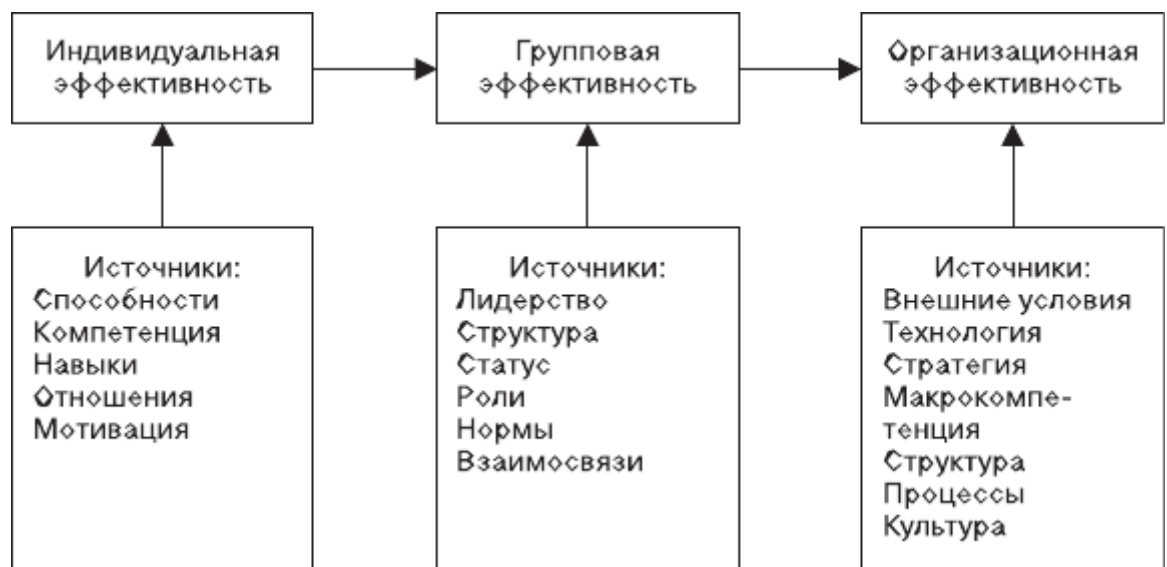 Индивидуальная
эффективность
Групповая
эффективность
Организационная
эффективность
Источники:
Способности
Компетенция
Навыки
Отношения
Мотивация
Источники:
Лидерство
Структура
Статус
Роли
Нормы
Взаимосвязи
Источники:
Внешние условия
Технология
Стратегия
Макрокомпе-
тенция
Структура
Процессы
Культура